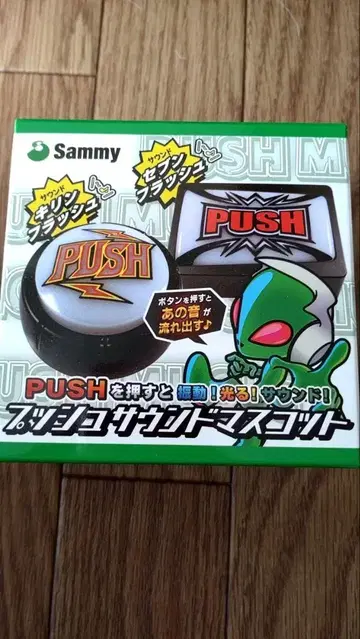 Sammy
サウンド
セブン
フラッシュ
サウンド
キリン
フラッシュ
PUSH
PUSH
ボタンを押すと
あの音が
流れ出す♪
PUSHを押すと振動!光る!サウンド!
プッシュサウンドマスコット